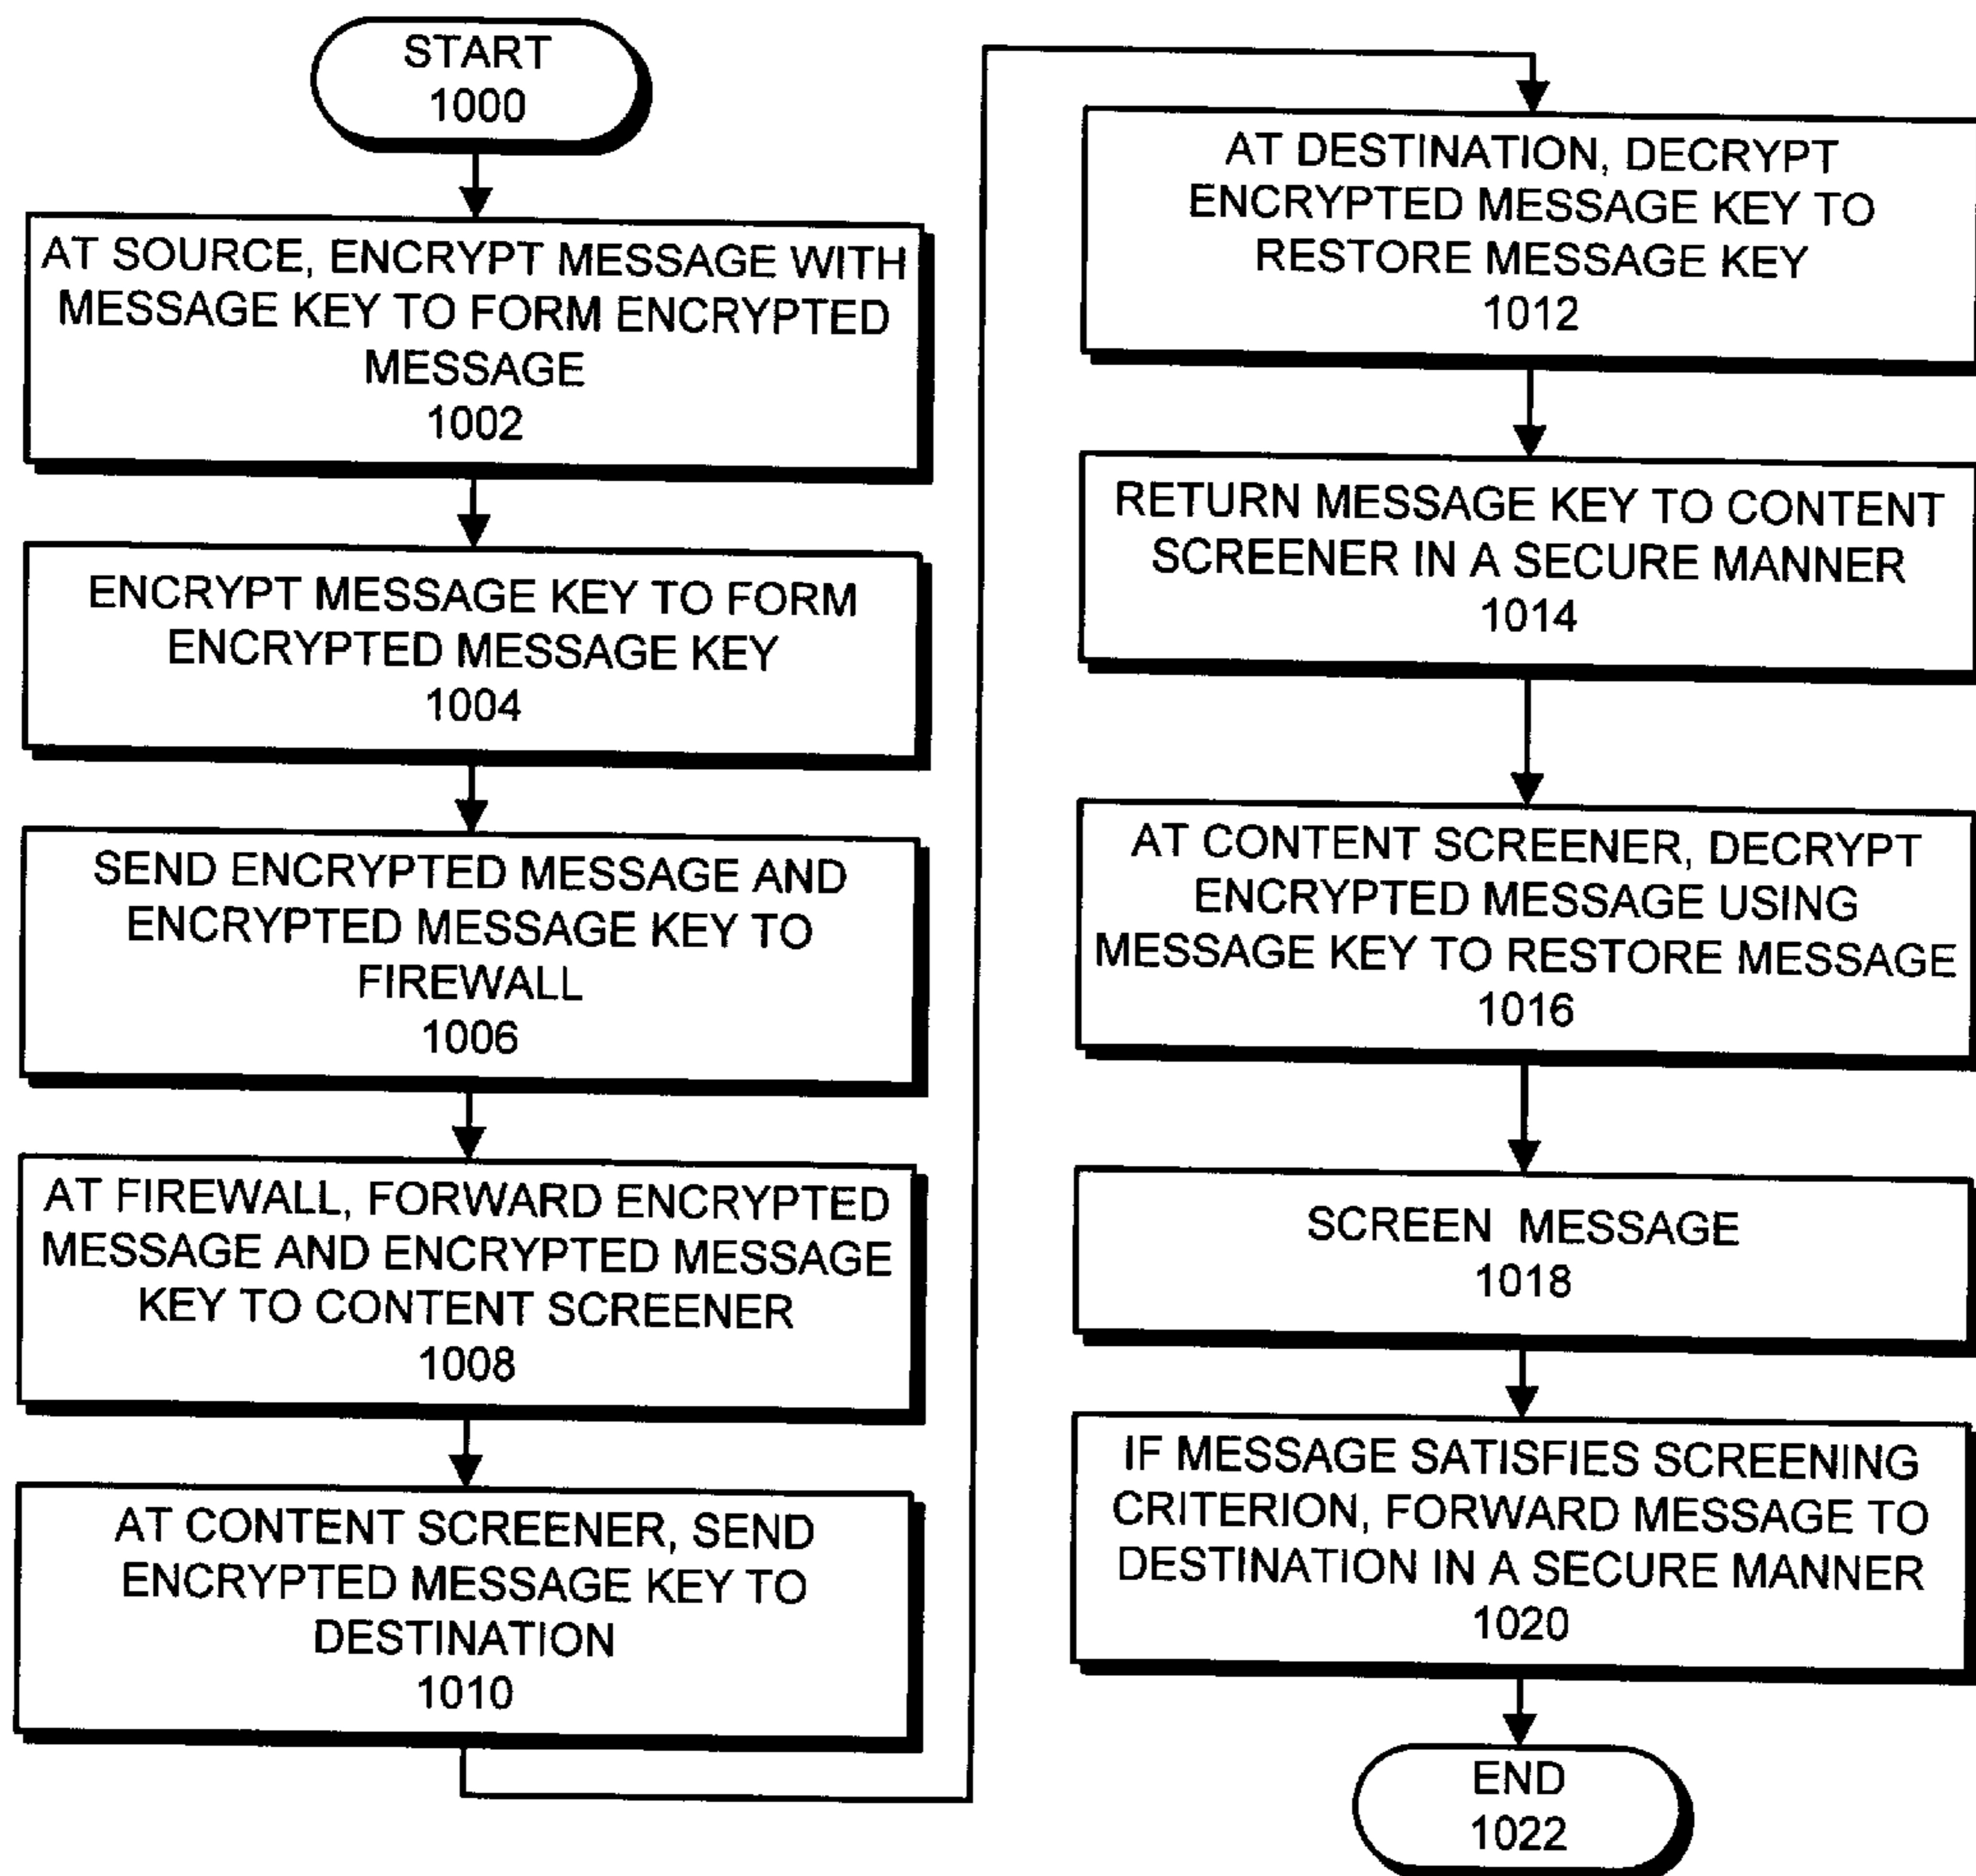 START
1000
AT SOURCE, ENCRYPT MESSAGE WITH
MESSAGE KEY TO FORM ENCRYPTED
MESSAGE
1002
ENCRYPT MESSAGE KEY TO FORM
ENCRYPTED MESSAGE KEY
1004
SEND ENCRYPTED MESSAGE AND
ENCRYPTED MESSAGE KEY TO
FIREWALL
1006
AT FIREWALL, FORWARD ENCRYPTED
MESSAGE AND ENCRYPTED MESSAGE
KEY TO CONTENT SCREENER
1008
AT CONTENT SCREENER, SEND
ENCRYPTED MESSAGE KEY TO
DESTINATION
1010
AT DESTINATION, DECRYPT
ENCRYPTED MESSAGE KEY TO
RESTORE MESSAGE KEY
1012
RETURN MESSAGE KEY TO CONTENT
SCREENER IN A SECURE MANNER
1014
AT CONTENT SCREENER, DECRYPT
ENCRYPTED MESSAGE USING
MESSAGE KEY TO RESTORE MESSAGE
1016
SCREEN MESSAGE
1018
IF MESSAGE SATISFIES SCREENING
CRITERION, FORWARD MESSAGE TO
DESTINATION IN A SECURE MANNER
1020
END
1022